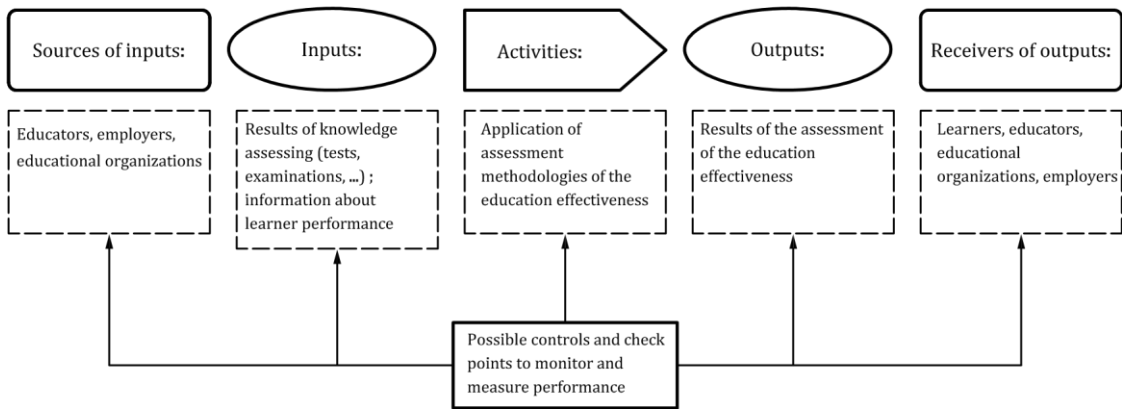 Sources of inputs:
Inputs:
Activities:
Outputs:
Receivers of outputs:
Educators, employers,
educational organizations
Results of knowledge
assessing (tests,
examinations, ...) ;
information about
learner performance
Application of
assessment
methodologies of the
education effectiveness
Results of the assessment
of the education
effectiveness
Learners, educators,
educational
organizations, employers
Possible controls and check
points to monitor and
measure performance